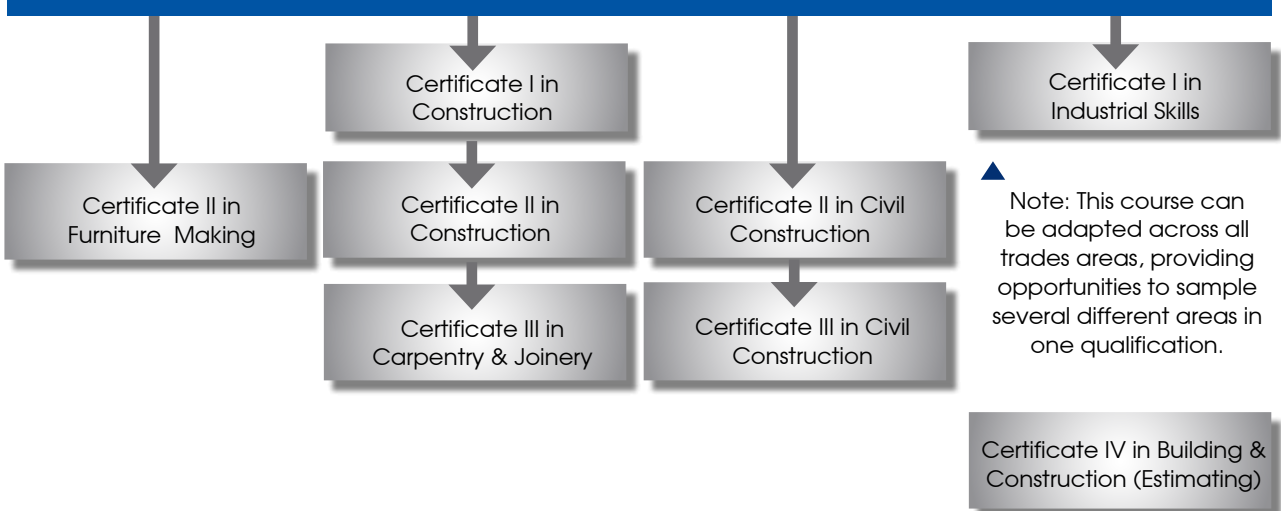 Certificate I in
Construction
Certificate I in
Industrial Skills
Certificate II in
Furniture  Making
Certificate II in
Construction
Certificate II in Civil
Construction
Note: This course can
be adapted across all
trades areas, providing
opportunities to sample
several different areas in
one qualification.
Certificate III in
Carpentry & Joinery
Certificate III in Civil
Construction
Certificate IV in Building &
Construction (Estimating)